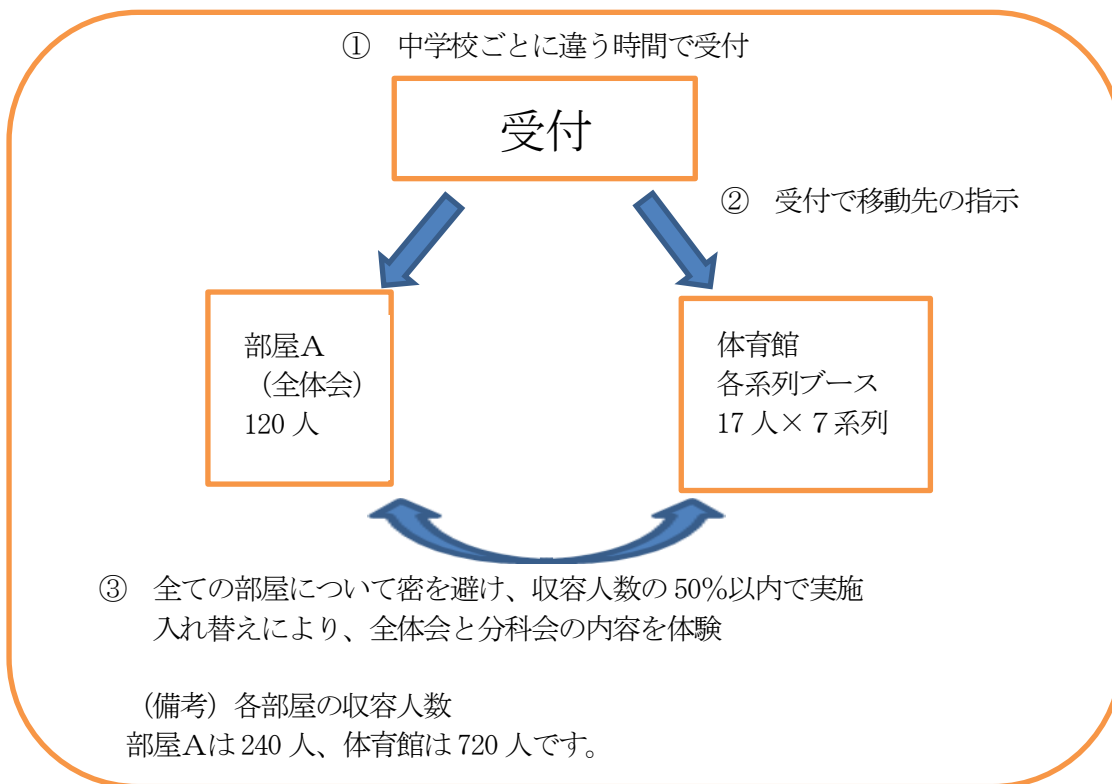 ① 中学校ごとに違う時間で受付
受付
② 受付で移動先の指示
部屋A
（全体会）
120 人
体育館
各系列ブース
17 人×７系列
③ 全ての部屋について密を避け、収容人数の 50％以内で実施
入れ替えにより、全体会と分科会の内容を体験
（備考）各部屋の収容人数
部屋Aは 240 人、体育館は 720 人です。